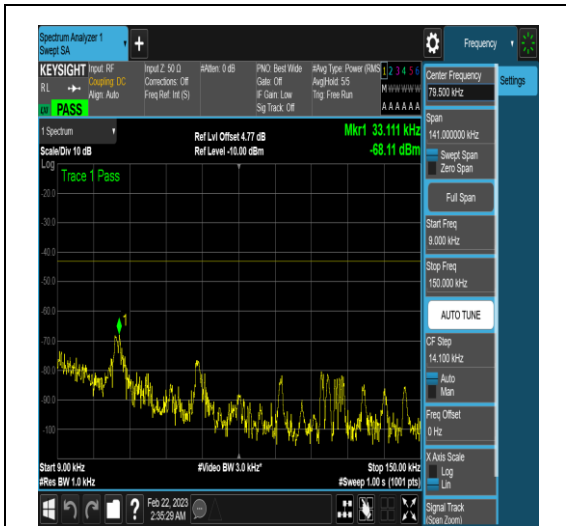 Spectrum Analyzer 1
Swept SA
+
Frequency
KEYSIGHT
RL
PASS
Input: RF
Coupling: DC
Align: Auto
Input Z: 50 Ω
Corrections: Off
Freq Ref: Int (S)
#Atten: 0 dB
PNO: Best Wide
Gate: Off
IF Gain: Low
Sig Track: Off
#Avg Type: Power (RMS
Avg|Hold: 5/5
Trig: Free Run
1 2 3 4 5 6
M W W W W W
A A A A A A
1 Spectrum
Scale/Div 10 dB
Ref Lvl Offset 4.77 dB
Ref Level -10.00 dBm
Mkr1 33.111 kHz
-68.11 dBm
Log
Trace 1 Pass
-20.0
-30.0
-40.0
-50.0
-60.0
-70.0
-80.0
-90.0
-100
1
Start 9.00 kHz
#Res BW 1.0 kHz
#Video BW 3.0 kHz*
Stop 150.00 kHz
#Sweep 1.00 s (1001 pts)
?
Feb 22, 2023
2:35:29 AM
Center Frequency
79.500 kHz
Settings
Span
141.000000 kHz
Swept Span
Zero Span
Full Span
Start Freq
9.000 kHz
Stop Freq
150.000 kHz
AUTO TUNE
CF Step
14.100 kHz
Auto
Man
Freq Offset
0 Hz
X Axis Scale
Log
Lin
Signal Track
(Span Zoom)